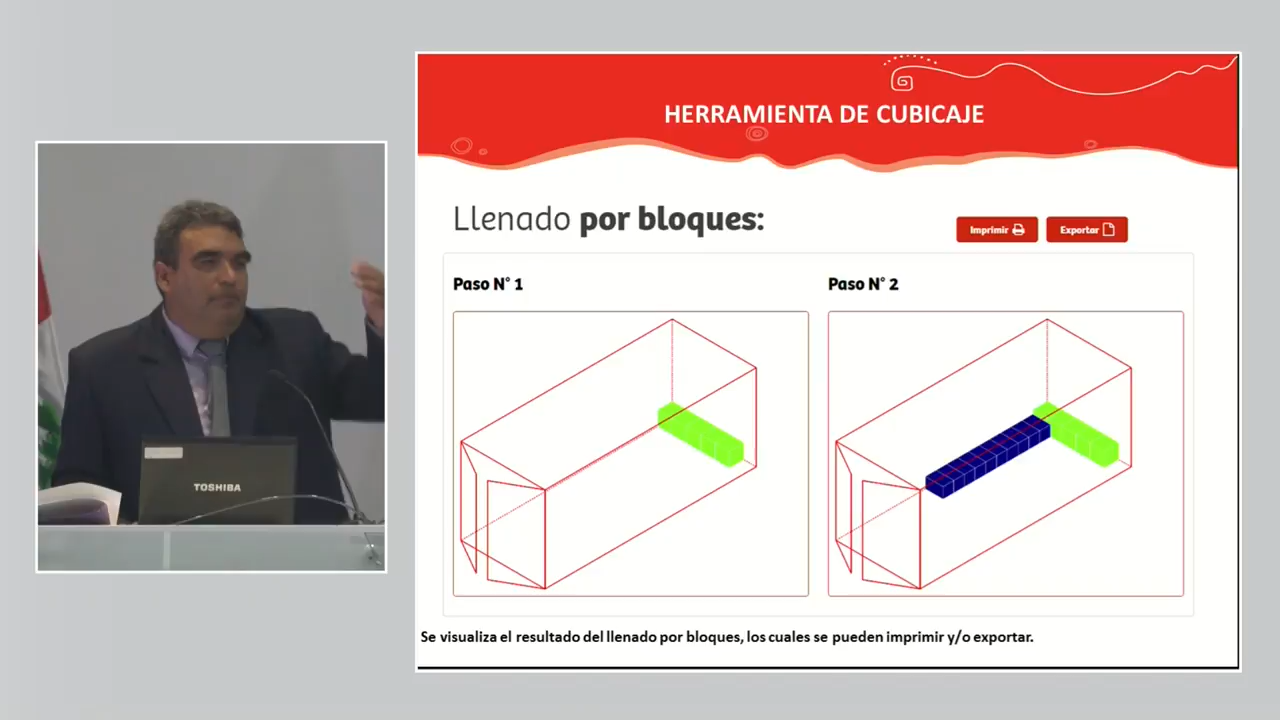 HERRAMIENTA DE CUBICAJE
Llenado por bloques:
Imprimir
Exportar
Paso N° 1
Paso N° 2
TOSHIBA
Se visualiza el resultado del llenado por bloques, los cuales se pueden imprimir y/o exportar.